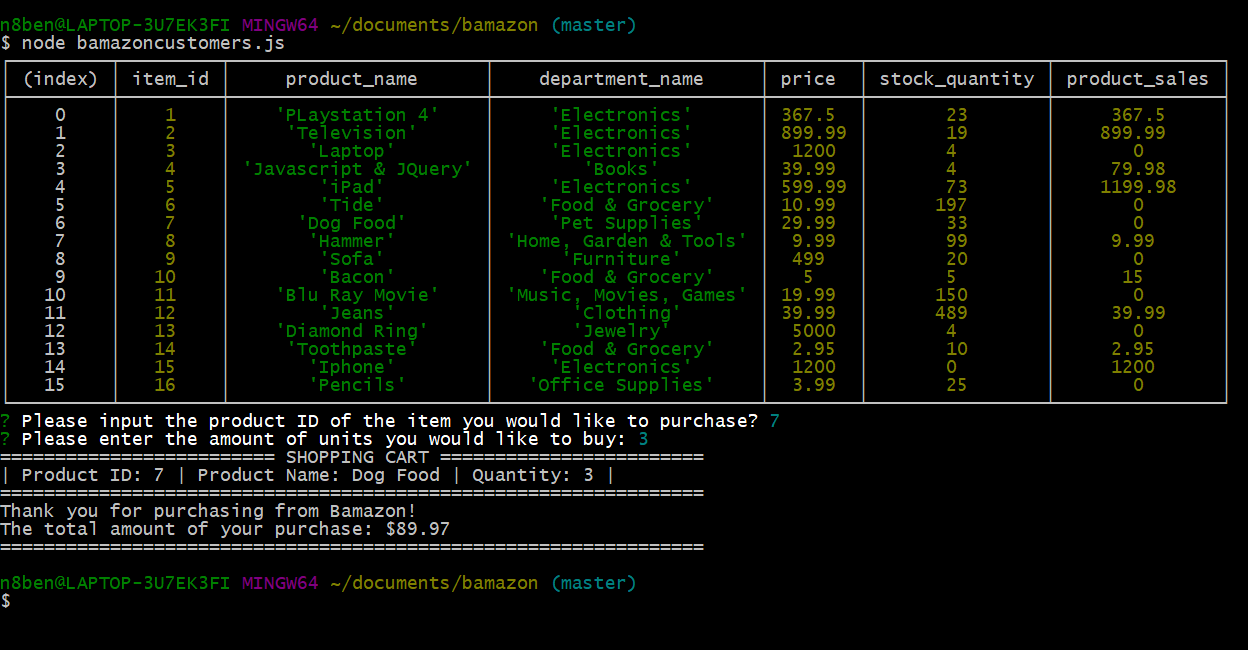 n8ben@LAPTOP-3U7EK3FI MINGW64 ~/documents/bamazon (master)
$ node bamazoncustomers.js
(index) item_id product_name department_name price stock_quantity product_sales
0 1 'PLaystation 4' 'Electronics' 367.5 23 367.5
1 2 'Television' 'Electronics' 899.99 19 899.99
2 3 'Laptop' 'Electronics' 1200 4 0
3 4 'Javascript & JQuery' 'Books' 39.99 4 79.98
4 5 'iPad' 'Electronics' 599.99 73 1199.98
5 6 'Tide' 'Food & Grocery' 10.99 197 0
6 7 'Dog Food' 'Pet Supplies' 29.99 33 0
7 8 'Hammer' 'Home, Garden & Tools' 9.99 99 9.99
8 9 'Sofa' 'Furniture' 499 20 0
9 10 'Bacon' 'Food & Grocery' 5 5 15
10 11 'Blu Ray Movie' 'Music, Movies, Games' 19.99 150 0
11 12 'Jeans' 'Clothing' 39.99 489 39.99
12 13 'Diamond Ring' 'Jewelry' 5000 4 0
13 14 'Toothpaste' 'Food & Grocery' 2.95 10 2.95
14 15 'Iphone' 'Electronics' 1200 0 1200
15 16 'Pencils' 'Office Supplies' 3.99 25 0
? Please input the product ID of the item you would like to purchase? 7
? Please enter the amount of units you would like to buy: 3
========================= SHOPPING CART ========================
| Product ID: 7 | Product Name: Dog Food | Quantity: 3 |
================================================================
Thank you for purchasing from Bamazon!
The total amount of your purchase: $89.97
================================================================
n8ben@LAPTOP-3U7EK3FI MINGW64 ~/documents/bamazon (master)
$